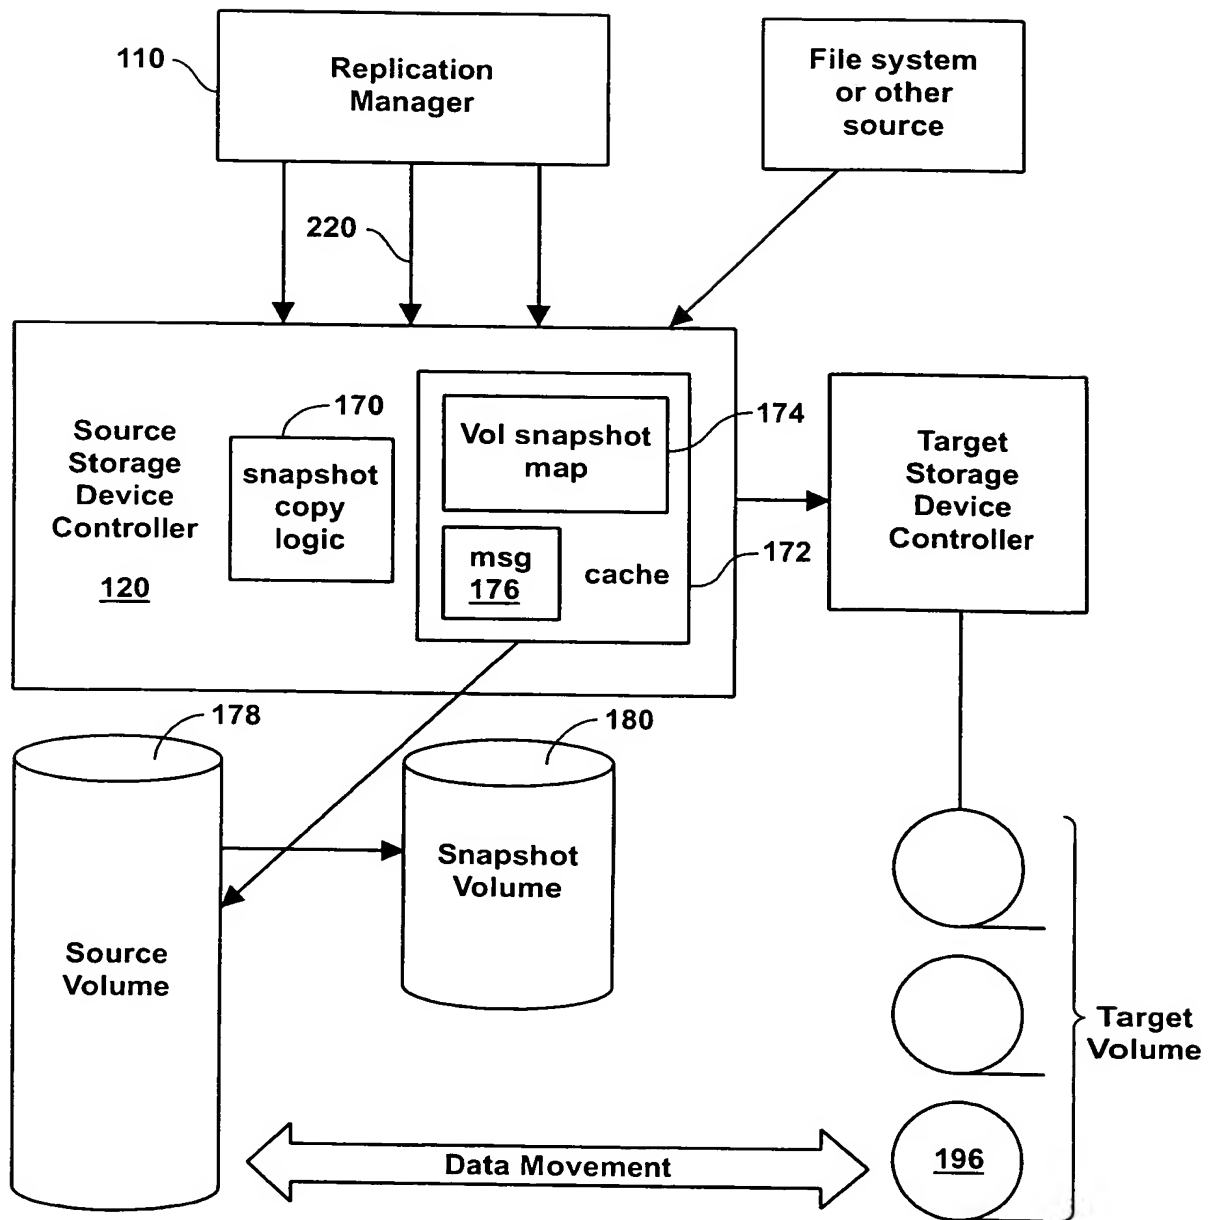 110
Replication
Manager
File system
or other
source
220
Source
Storage
Device
Controller
120
170
snapshot
copy
logic
Vol snapshot
map
174
msg
176
cache
172
Target
Storage
Device
Controller
178
180
Source
Volume
Snapshot
Volume
Target
Volume
Data Movement
196